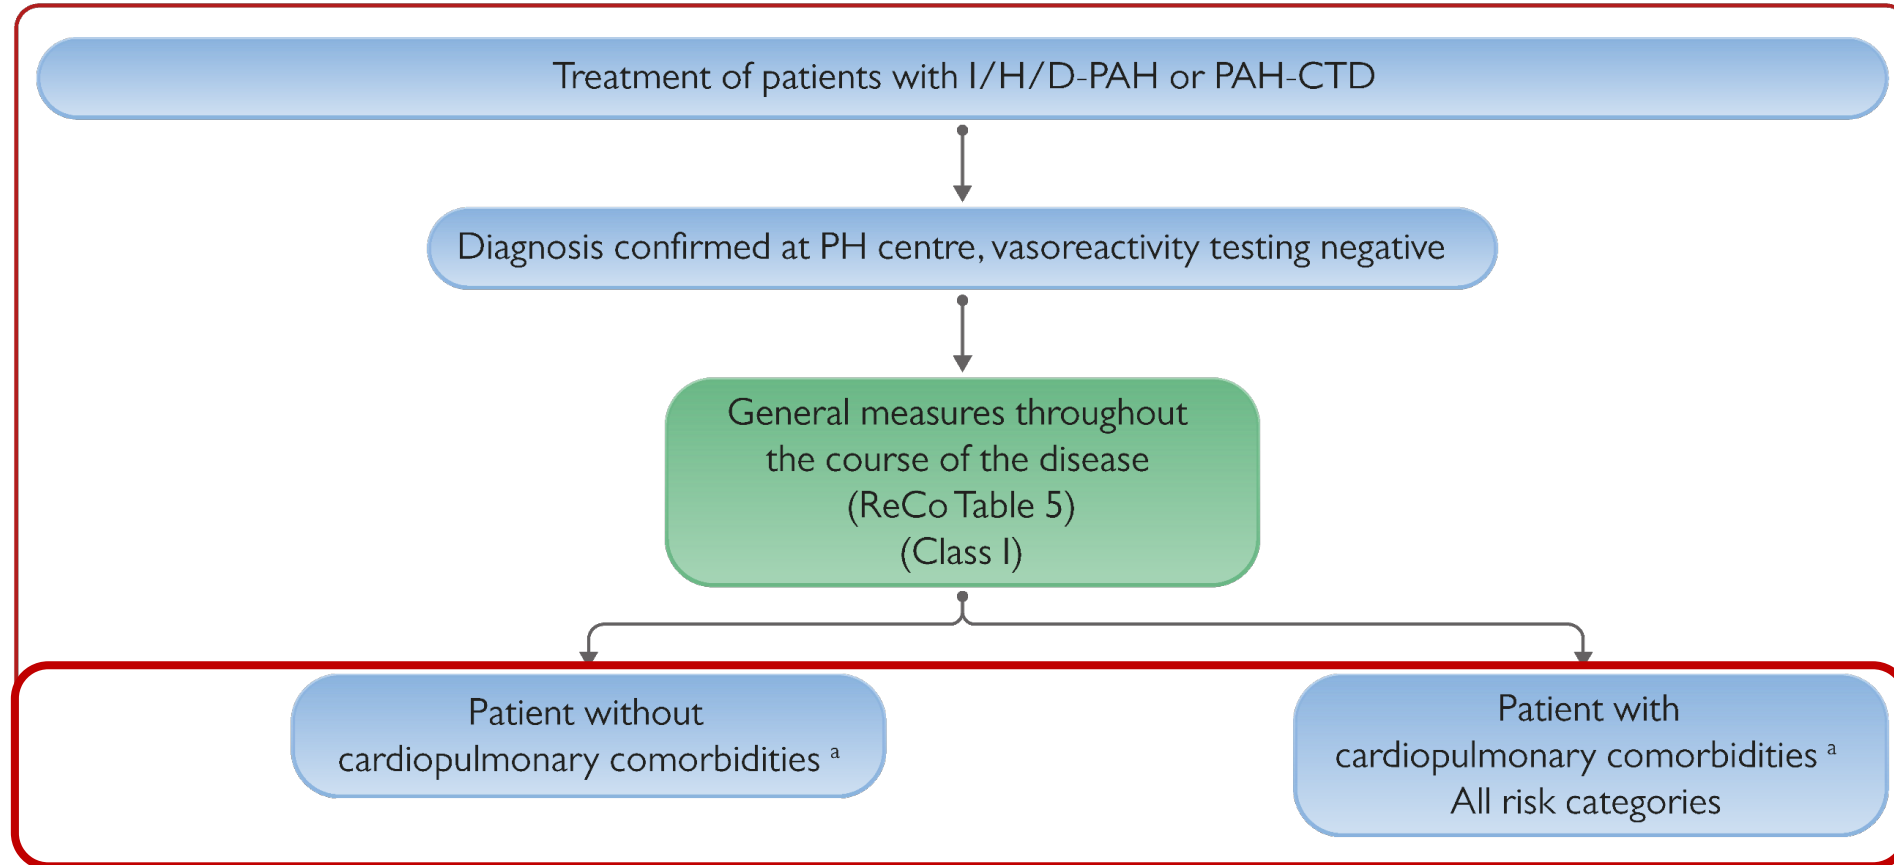 Treatment of patients with I/H/D-PAH or PAH-CTD
Diagnosis confirmed at PH centre, vasoreactivity testing negative
General measures throughout
the course of the disease
(ReCo Table 5)
(Class I)
Patient without
cardiopulmonary comorbidities a
Patient with
cardiopulmonary comorbidities a
All risk categories